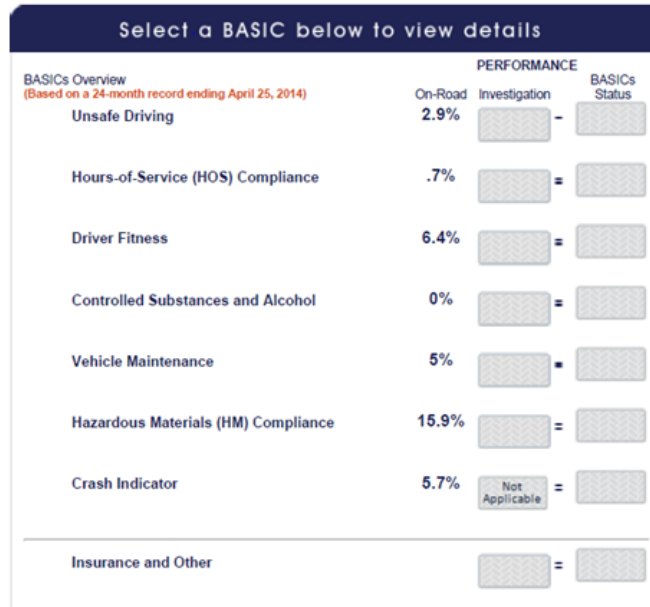 Select a BASIC below to view details
PERFORMANCE
BASICs Overview
(Based on a 24-month record ending April 25, 2014)
On-Road Investigation BASICs Status
Unsafe Driving 2.9% -
Hours-of-Service (HOS) Compliance .7% =
Driver Fitness 6.4% =
Controlled Substances and Alcohol 0% =
Vehicle Maintenance 5% =
Hazardous Materials (HM) Compliance 15.9% =
Crash Indicator 5.7% Not Applicable =
Insurance and Other =